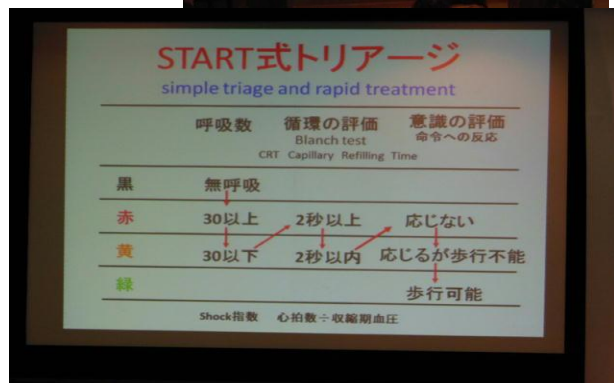 START式トリアージ
simple triage and rapid treatment
呼吸数 循環の評価 意識の評価
Blanch test 命令への反応
CRT Capillary Refilling Time
黒 無呼吸
赤 30以上 2秒以上 応じない
黄 30以下 2秒以内 応じるが歩行不能
緑 歩行可能
Shock指数 心拍数÷収縮期血圧